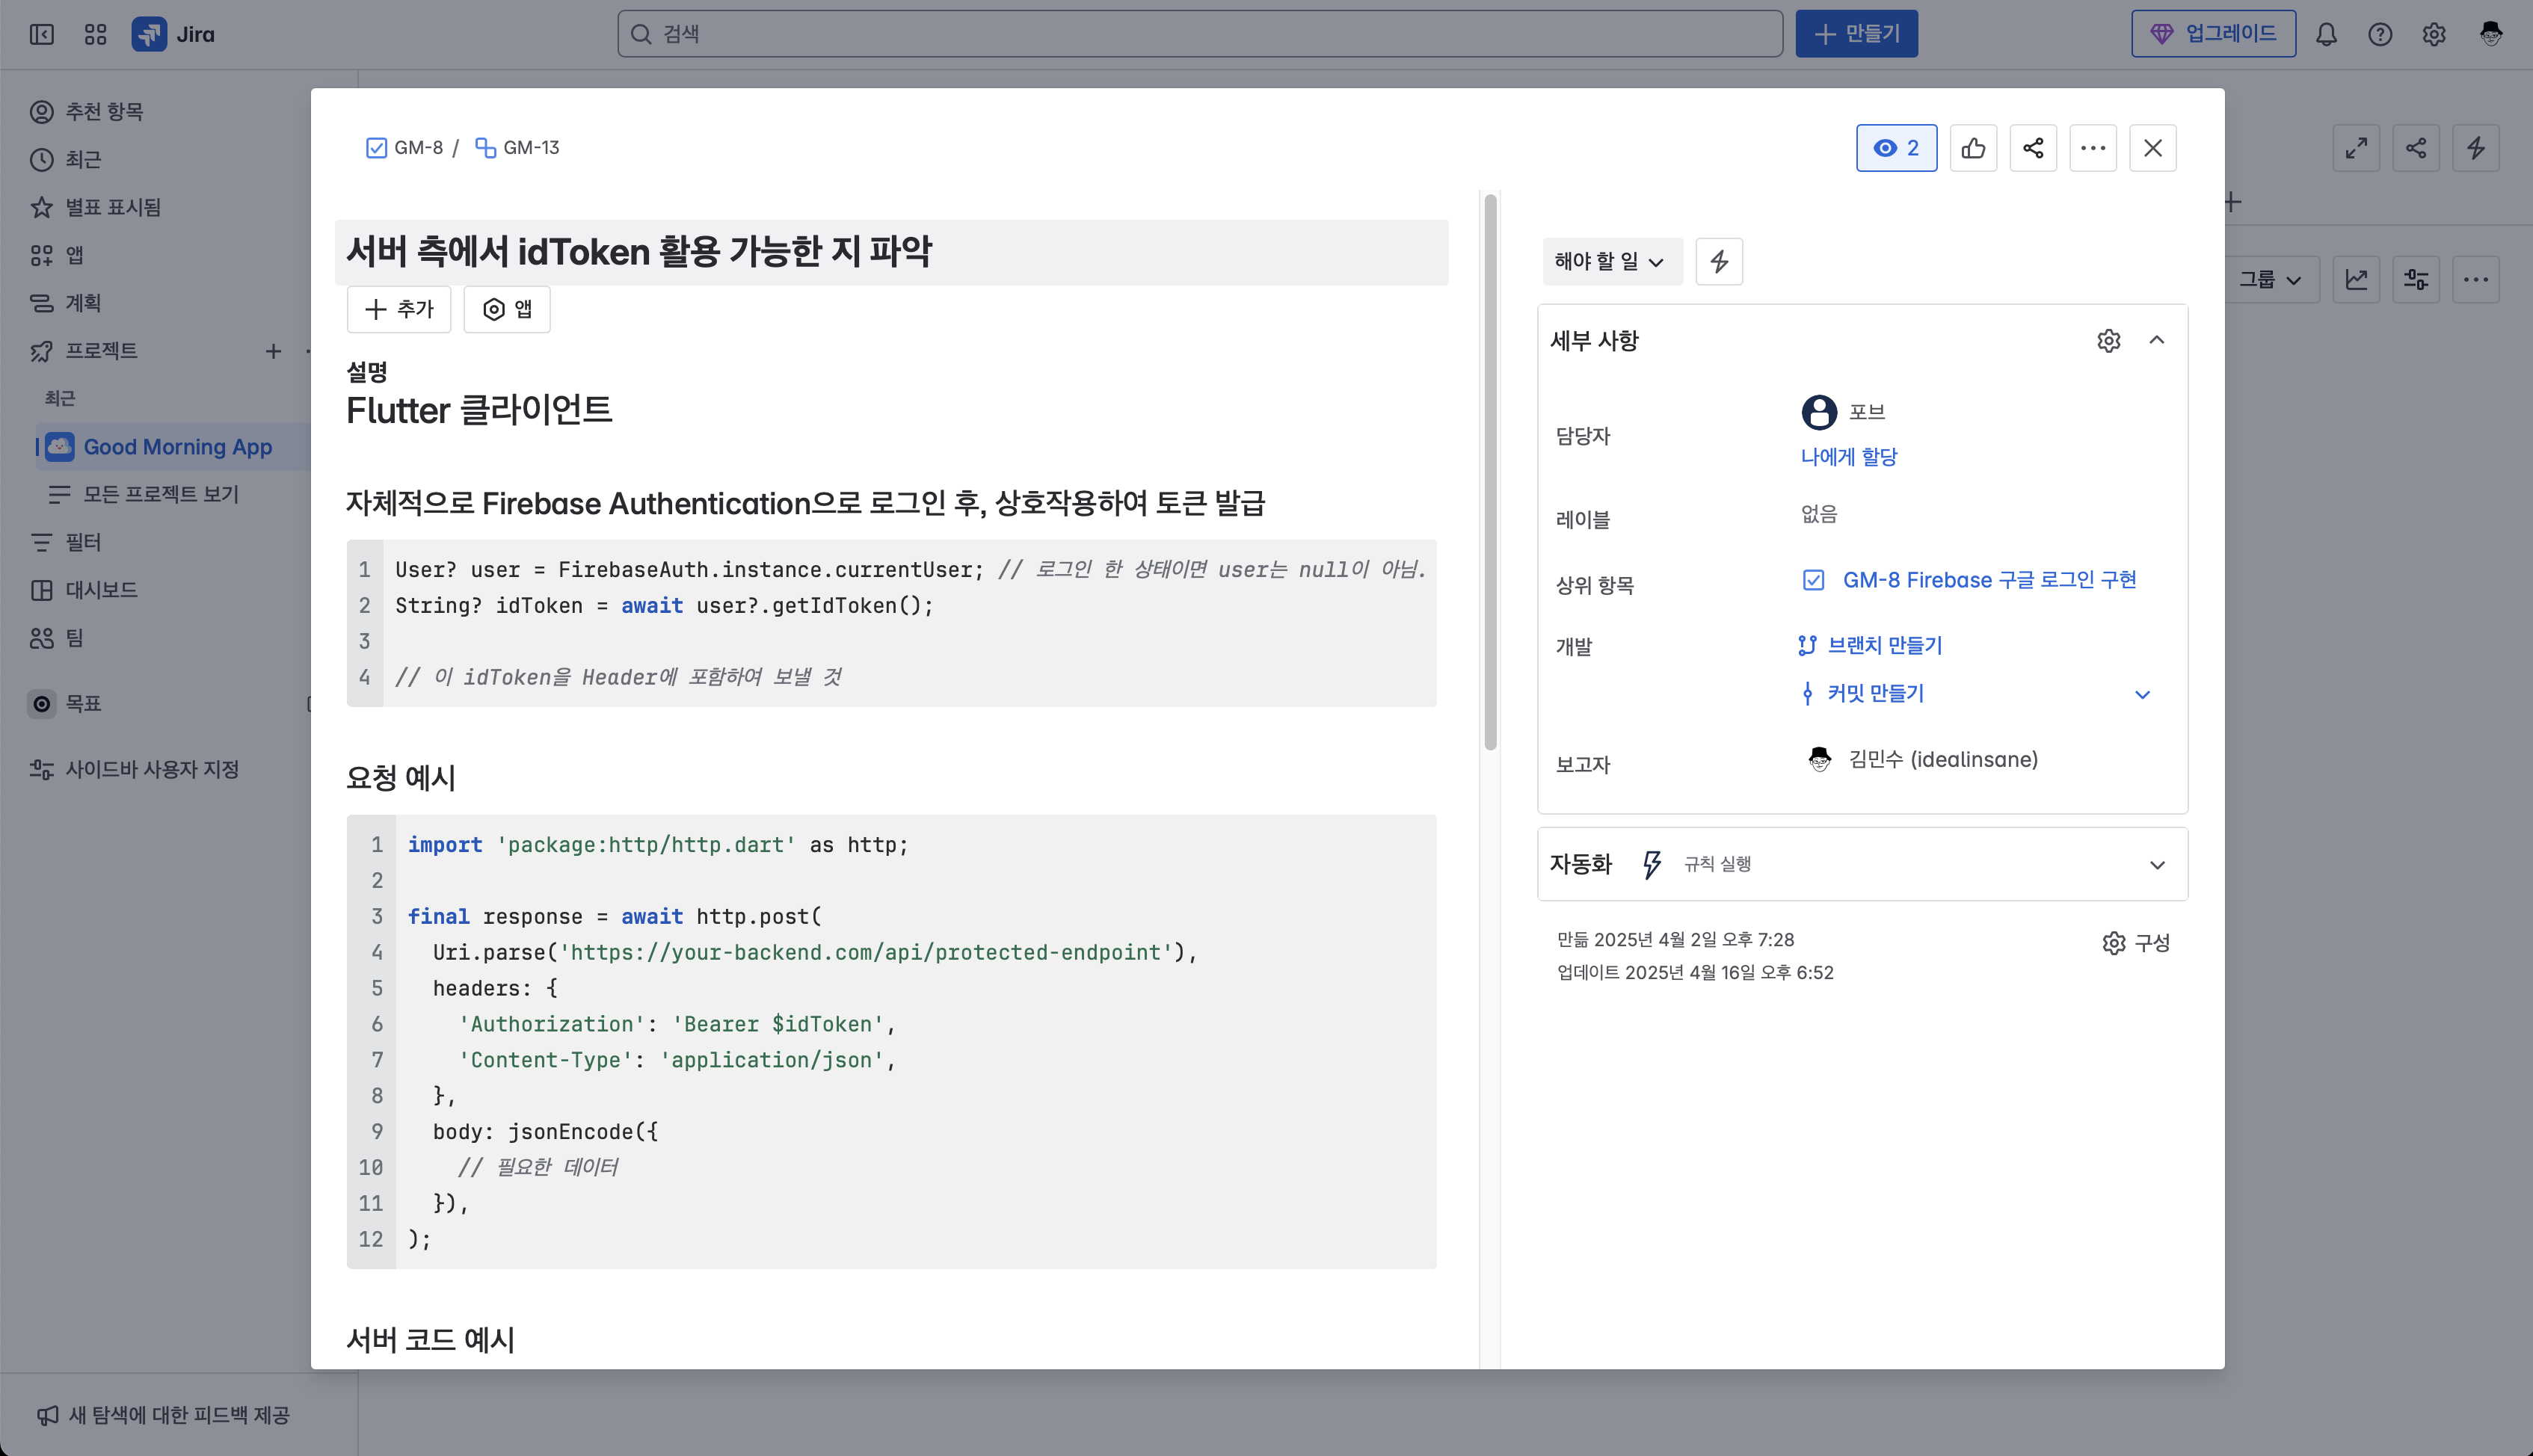 Jira
검색
만들기
업그레이드
추천 항목
최근
별표 표시됨
앱
계획
프로젝트
최근
Good Morning App
모든 프로젝트 보기
필터
대시보드
팀
목표
사이드바 사용자 지정
새 탐색에 대한 피드백 제공
그룹
GM-8 / GM-13
2
서버 측에서 idToken 활용 가능한 지 파악
추가
앱
설명
Flutter 클라이언트
자체적으로 Firebase Authentication으로 로그인 후, 상호작용하여 토큰 발급
1 User? user = FirebaseAuth.instance.currentUser; // 로그인 한 상태이면 user는 null이 아님.
2 String? idToken = await user?.getIdToken();
3
4 // 이 idToken을 Header에 포함하여 보낼 것
요청 예시
1 import 'package:http/http.dart' as http;
2
3 final response = await http.post(
4   Uri.parse('https://your-backend.com/api/protected-endpoint'),
5   headers: {
6     'Authorization': 'Bearer $idToken',
7     'Content-Type': 'application/json',
8   },
9   body: jsonEncode({
10     // 필요한 데이터
11   }),
12 );
서버 코드 예시
해야 할 일
세부 사항
담당자
포브
나에게 할당
레이블
없음
상위 항목
GM-8 Firebase 구글 로그인 구현
개발
브랜치 만들기
커밋 만들기
보고자
김민수 (idealinsane)
자동화
규칙 실행
만듦 2025년 4월 2일 오후 7:28
업데이트 2025년 4월 16일 오후 6:52
구성